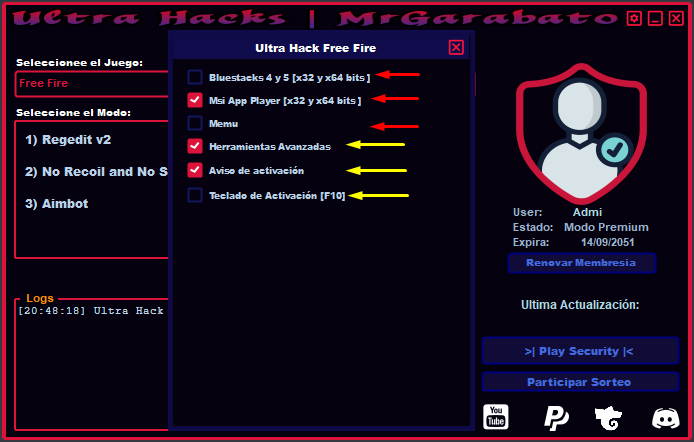 Ultra Hacks | MrGarabato
Seleccionee el Juego:
Free Fire
Seleccione el Modo:
1) Regedit v2
2) No Recoil and No S
3) Aimbot
Logs
[20:48:18] Ultra Hack
Ultra Hack Free Fire
Bluestacks 4 y 5 [x32 y x64 bits]
Msi App Player [x32 y x64 bits]
Memu
Herramientas Avanzadas
Aviso de activación
Teclado de Activación [F10]
User: Admi
Estado: Modo Premium
Expira: 14/09/2051
Renovar Membresia
Ultima Actualización:
>| Play Security |<
Participar Sorteo
You
Tube